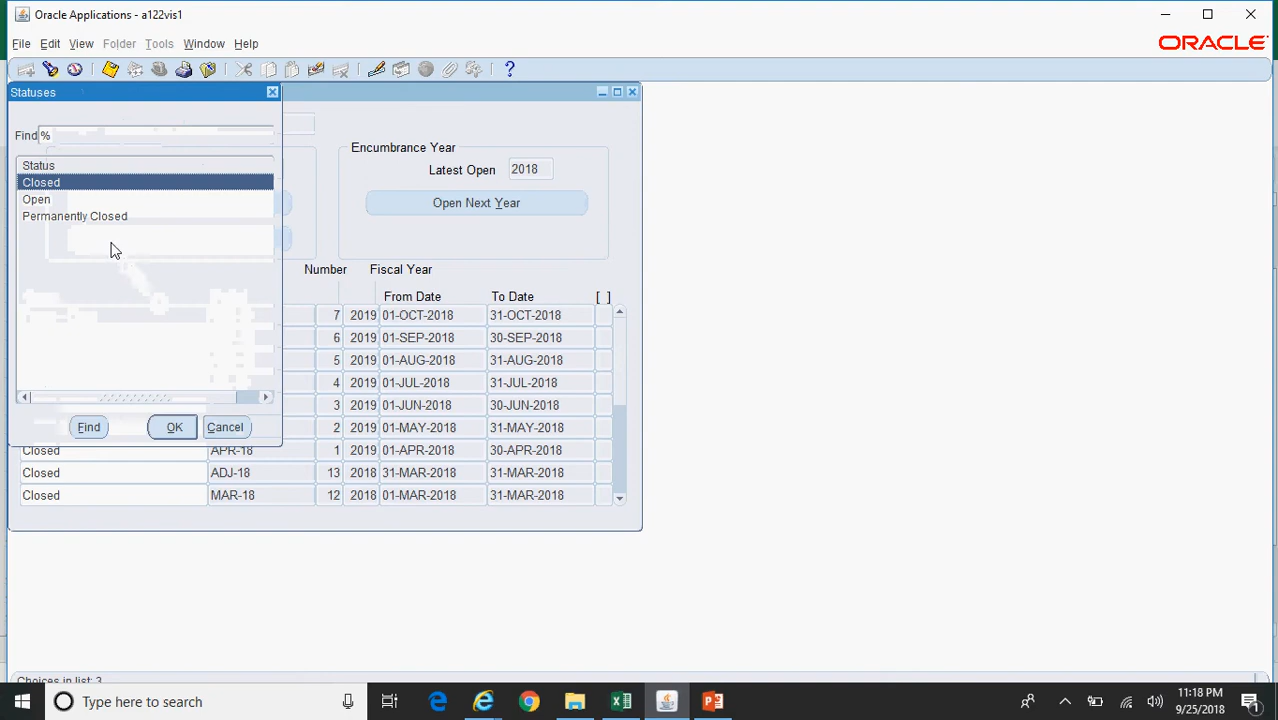 Oracle Applications - a122vis1
File Edit View Folder Tools Window Help
ORACLE
Statuses
Find %
Status
Closed
Open
Permanently Closed
Find OK Cancel
Encumbrance Year
Latest Open 2018
Open Next Year
Number Fiscal Year
From Date To Date [ ]
7 2019 01-OCT-2018 31-OCT-2018
6 2019 01-SEP-2018 30-SEP-2018
5 2019 01-AUG-2018 31-AUG-2018
4 2019 01-JUL-2018 31-JUL-2018
3 2019 01-JUN-2018 30-JUN-2018
2 2019 01-MAY-2018 31-MAY-2018
Closed APR-18 1 2019 01-APR-2018 30-APR-2018
Closed ADJ-18 13 2018 31-MAR-2018 31-MAR-2018
Closed MAR-18 12 2018 01-MAR-2018 31-MAR-2018
Choices in list: 3
Type here to search
11:18 PM
9/25/2018
1